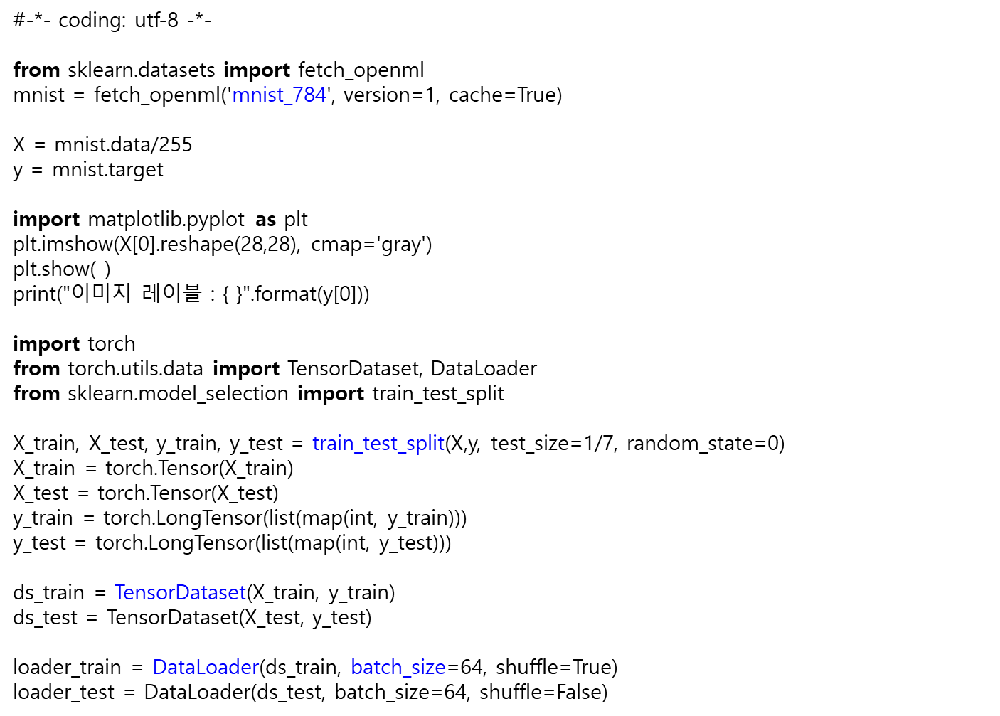 #-*- coding: utf-8 -*-
from sklearn.datasets import fetch_openml
mnist = fetch_openml('mnist_784', version=1, cache=True)
X = mnist.data/255
y = mnist.target
import matplotlib.pyplot as plt
plt.imshow(X[0].reshape(28,28), cmap='gray')
plt.show( )
print("이미지 레이블 : { }".format(y[0]))
import torch
from torch.utils.data import TensorDataset, DataLoader
from sklearn.model_selection import train_test_split
X_train, X_test, y_train, y_test = train_test_split(X,y, test_size=1/7, random_state=0)
X_train = torch.Tensor(X_train)
X_test = torch.Tensor(X_test)
y_train = torch.LongTensor(list(map(int, y_train)))
y_test = torch.LongTensor(list(map(int, y_test)))
ds_train = TensorDataset(X_train, y_train)
ds_test = TensorDataset(X_test, y_test)
loader_train = DataLoader(ds_train, batch_size=64, shuffle=True)
loader_test = DataLoader(ds_test, batch_size=64, shuffle=False)